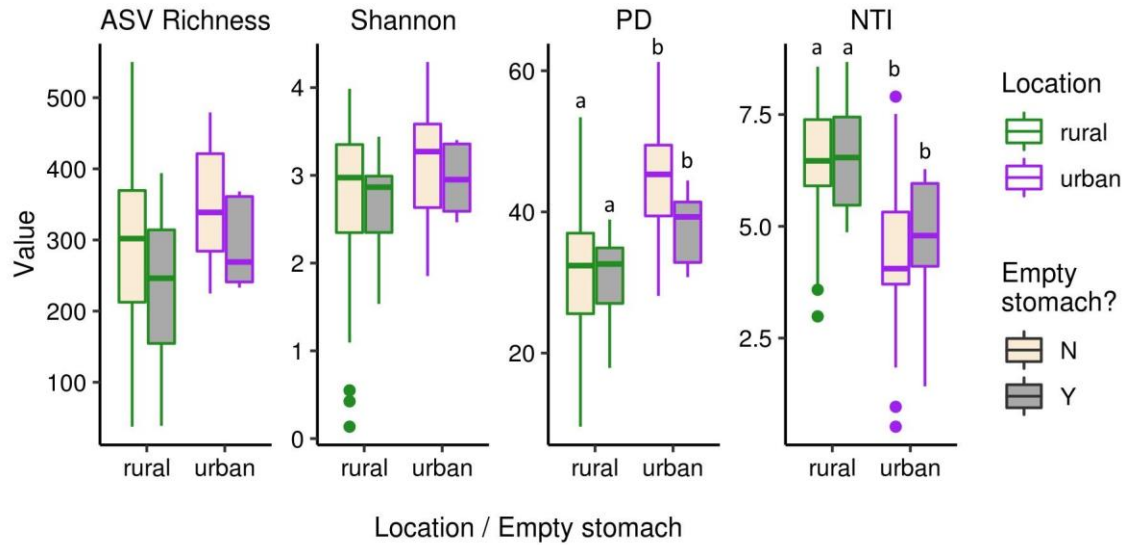 ASV Richness
Shannon
PD
NTI
Value
500
400
300
200
100
rural urban
4
3
2
1
0
rural urban
60
40
20
a
a
b
b
rural urban
7.5
5.0
2.5
a a
b
b
rural urban
Location / Empty stomach
Location
rural
urban
Empty
stomach?
N
Y